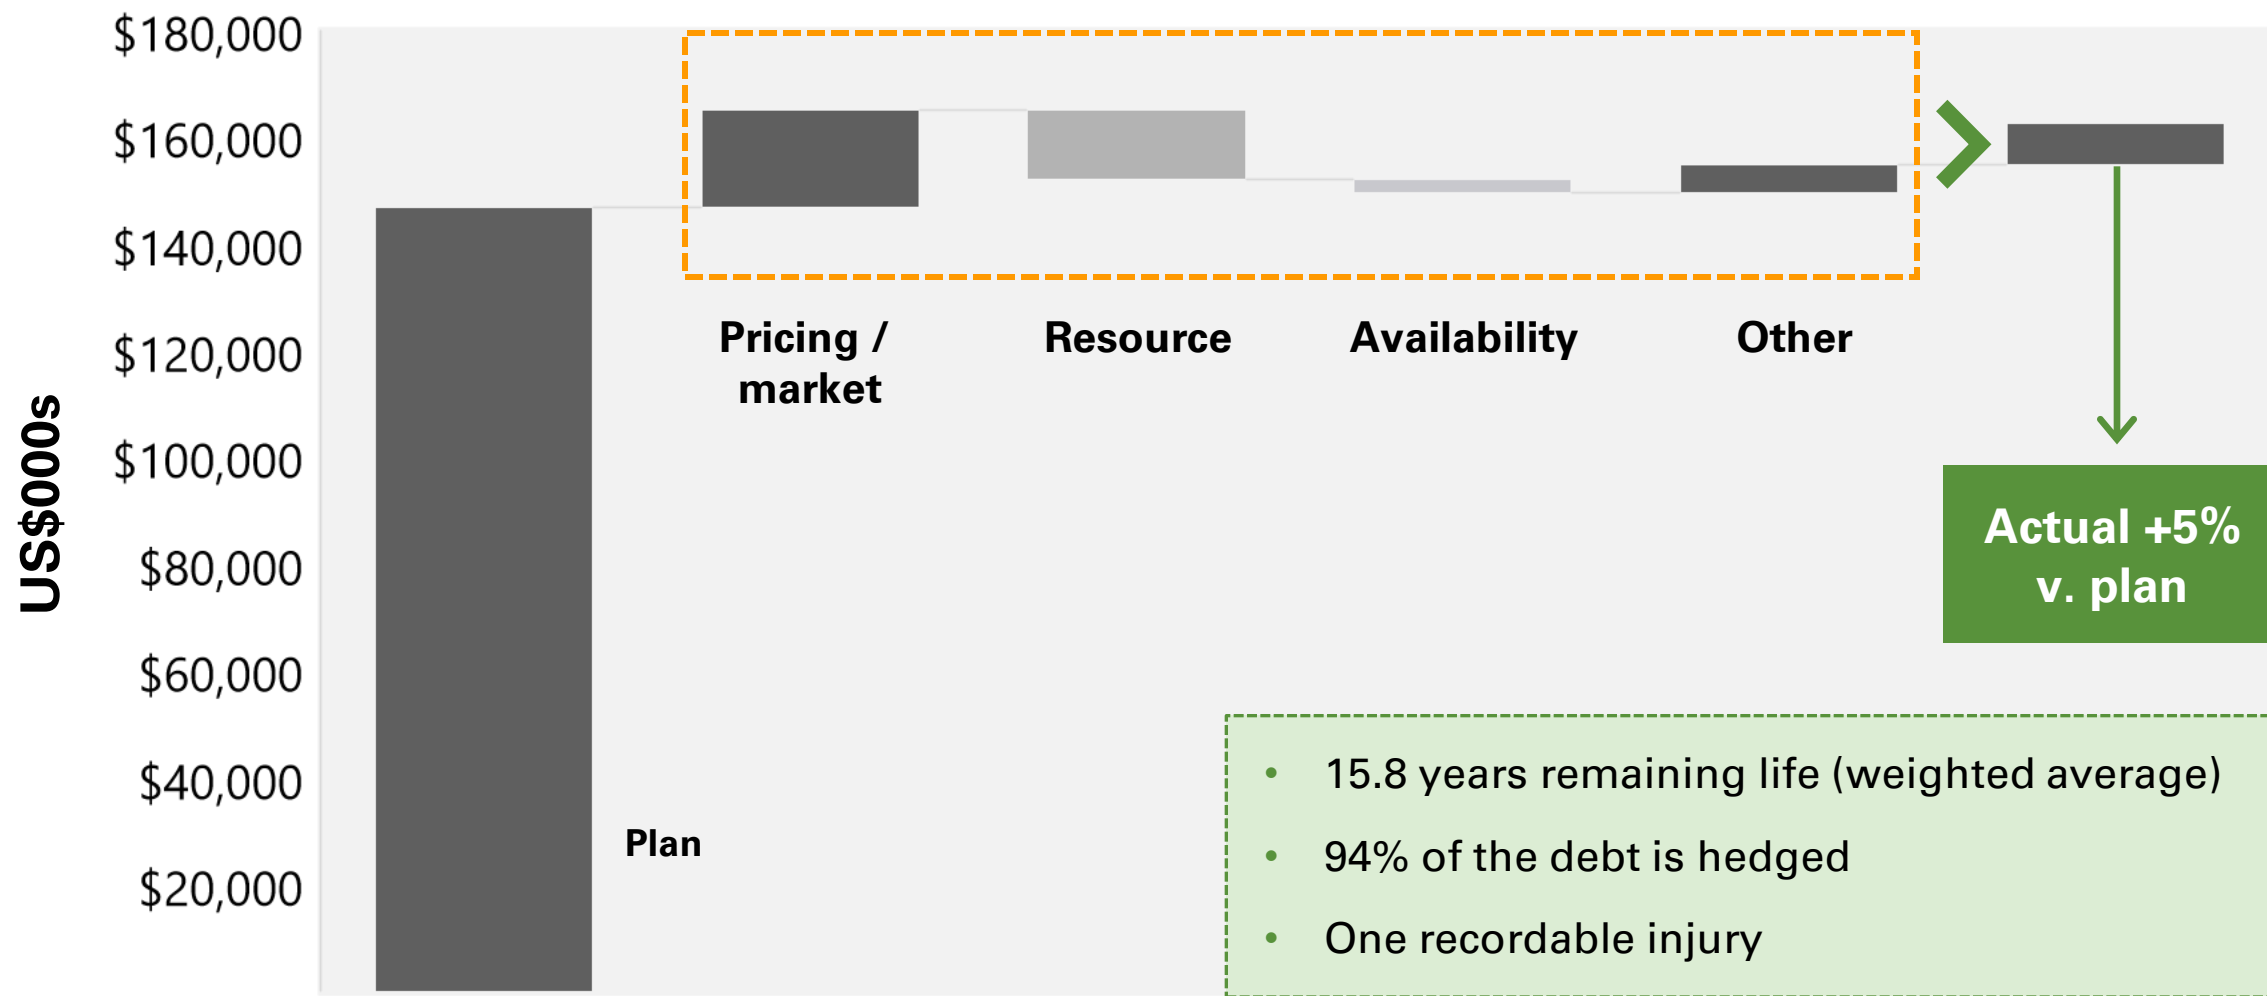 $180,000
$160,000
$140,000
$120,000
$100,000
$80,000
$60,000
$40,000
$20,000
US$000s
Plan
Pricing /
market
Resource
Availability
Other
Actual +5%
v. plan
• 15.8 years remaining life (weighted average)
• 94% of the debt is hedged
• One recordable injury